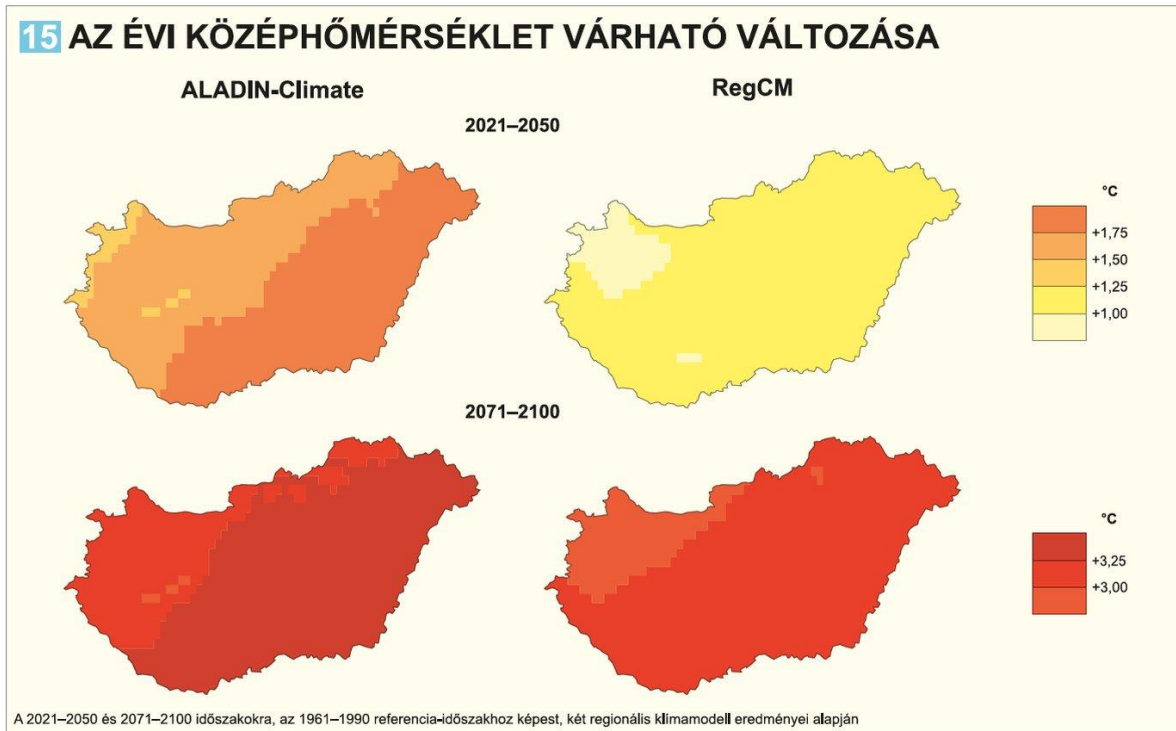 15 AZ ÉVI KÖZÉPHŐMÉRSÉKLET VÁRHATÓ VÁLTOZÁSA
ALADIN-Climate
RegCM
2021–2050
°C
+1,75
+1,50
+1,25
+1,00
2071–2100
°C
+3,25
+3,00
A 2021–2050 és 2071–2100 időszakokra, az 1961–1990 referencia-időszakhoz képest, két regionális klímamodell eredményei alapján